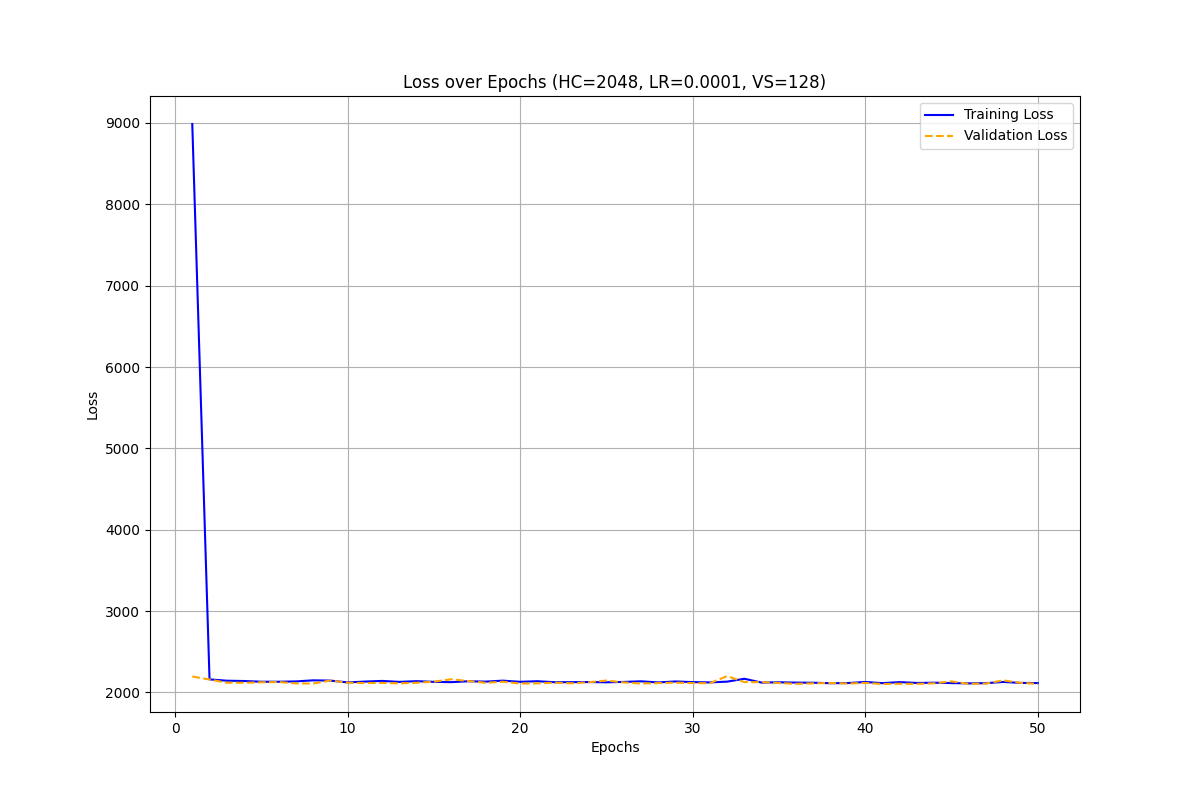 Loss over Epochs (HC=2048, LR=0.0001, VS=128)
Training Loss
Validation Loss
9000
8000
7000
6000
5000
4000
3000
2000
Loss
0 10 20 30 40 50
Epochs